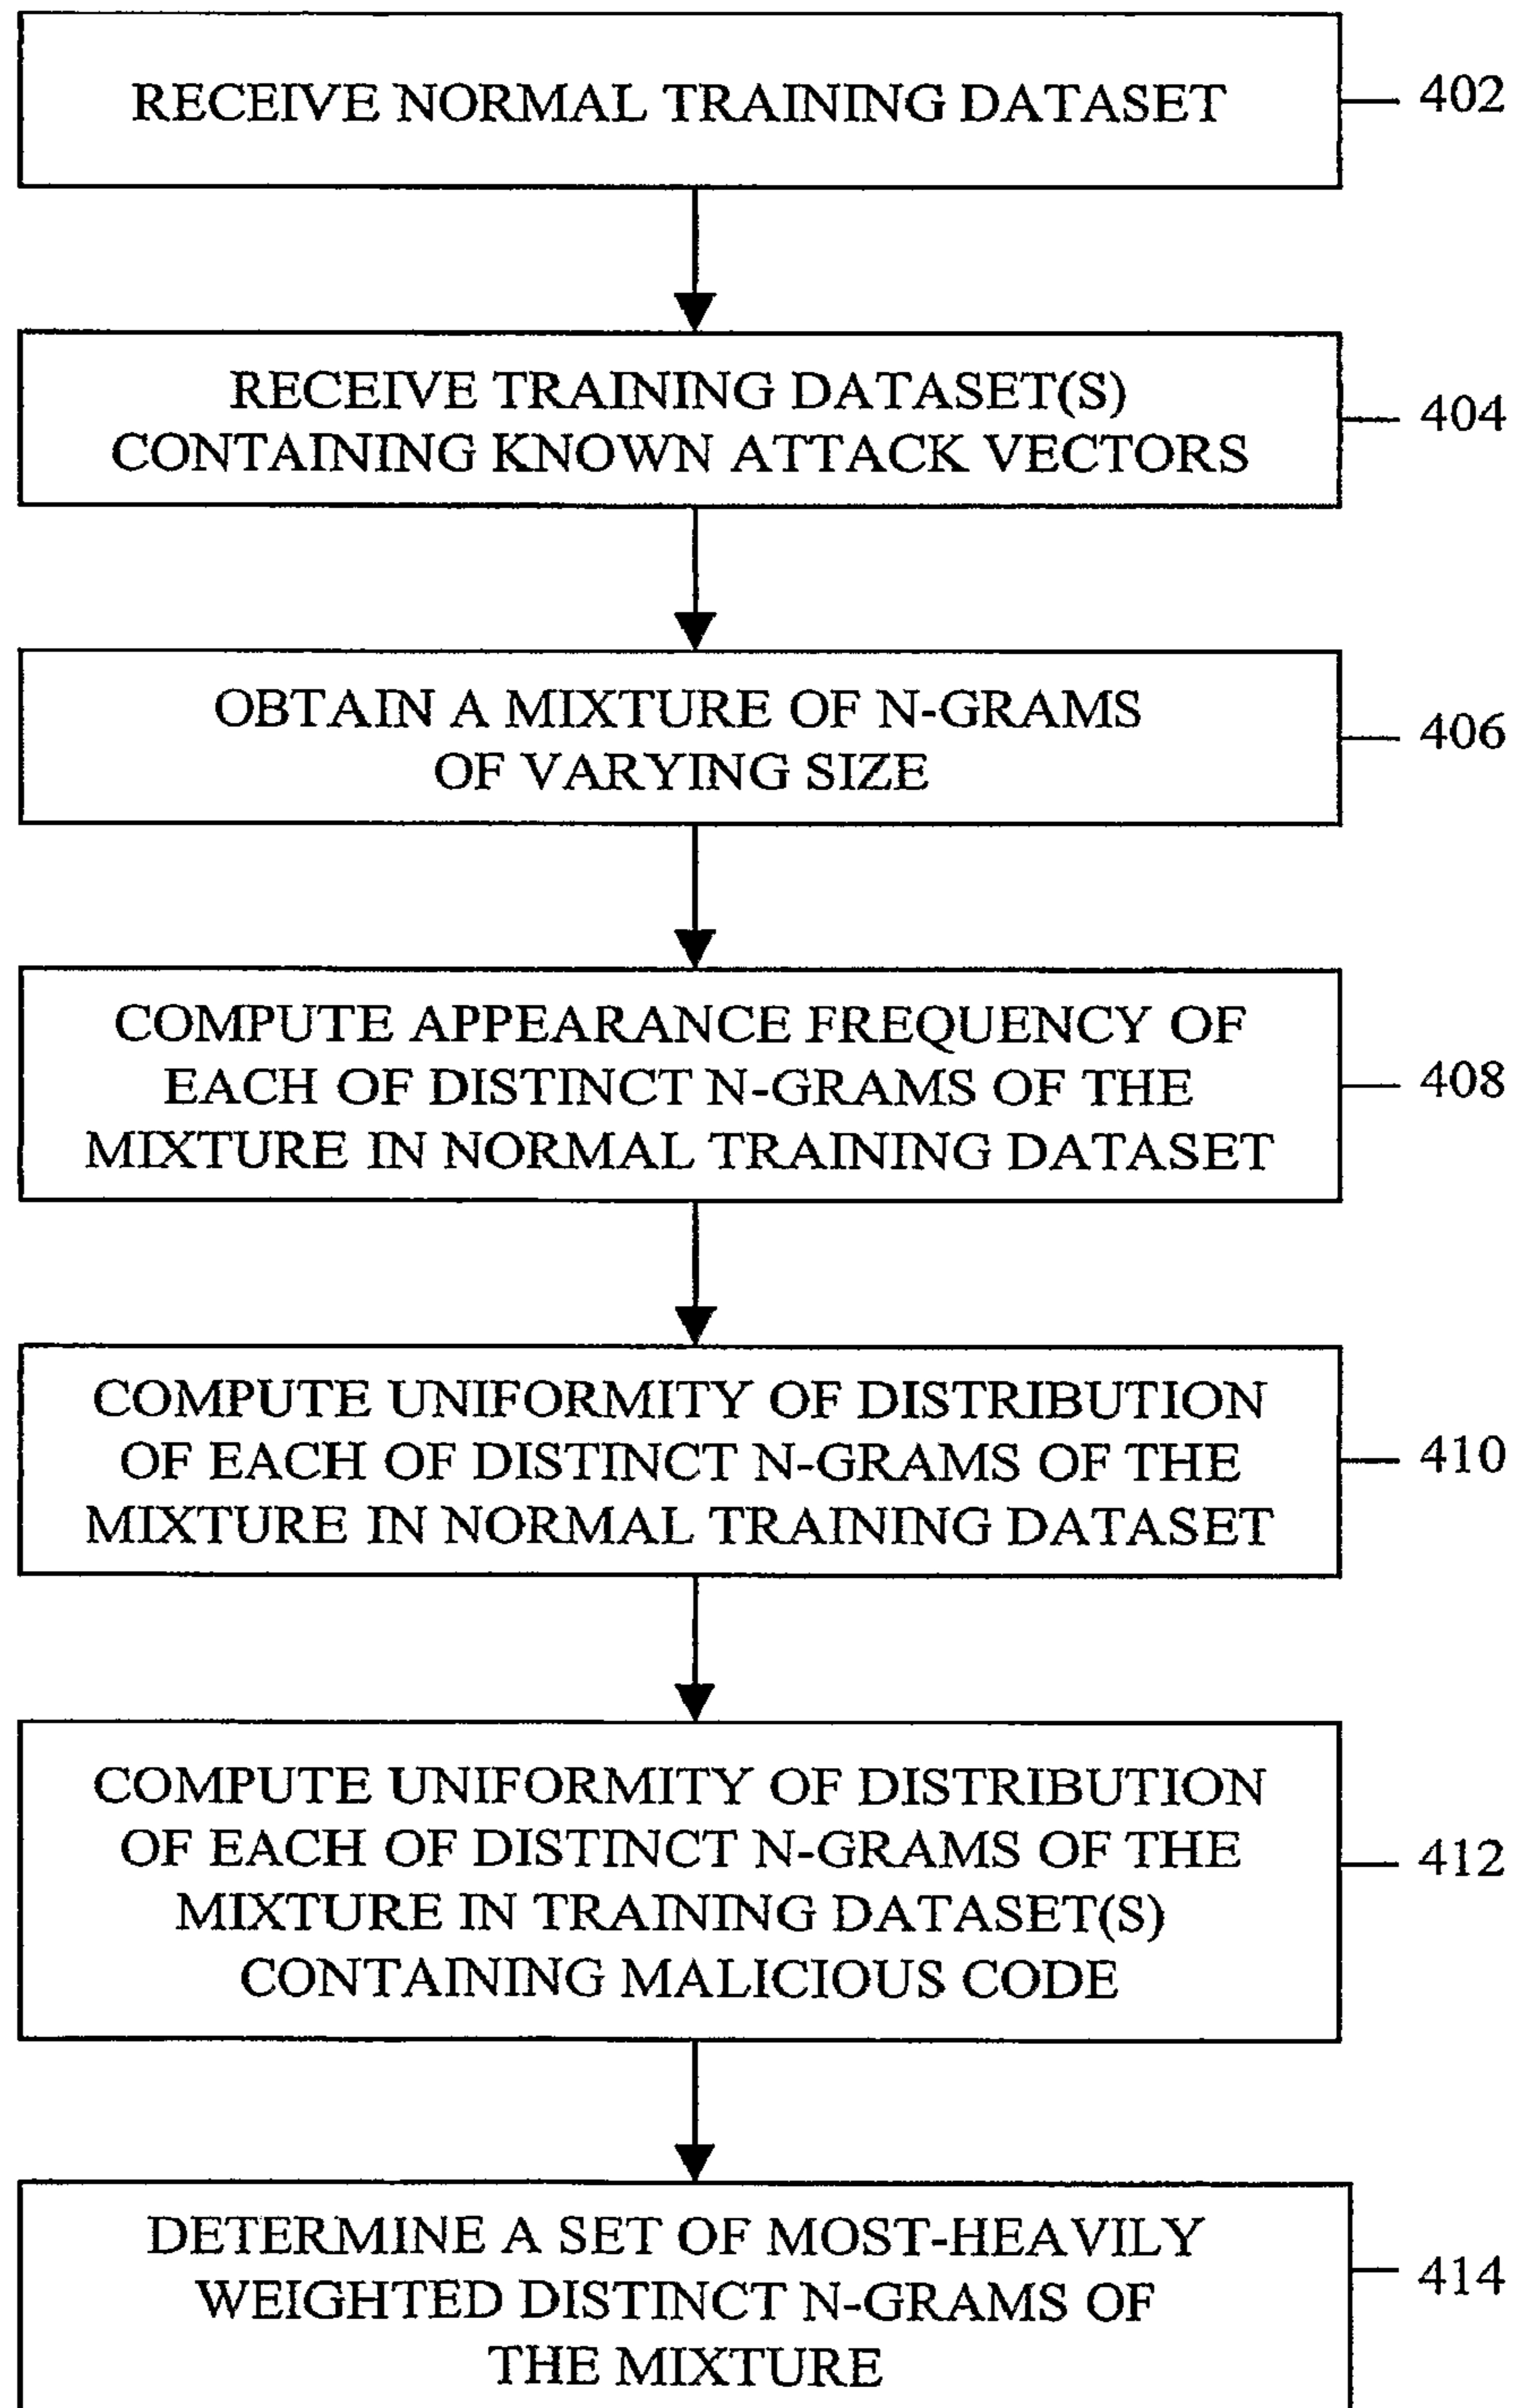 RECEIVE NORMAL TRAINING DATASET
402
RECEIVE TRAINING DATASET(S)
CONTAINING KNOWN ATTACK VECTORS
404
OBTAIN A MIXTURE OF N-GRAMS
OF VARYING SIZE
406
COMPUTE APPEARANCE FREQUENCY OF
EACH OF DISTINCT N-GRAMS OF THE
MIXTURE IN NORMAL TRAINING DATASET
408
COMPUTE UNIFORMITY OF DISTRIBUTION
OF EACH OF DISTINCT N-GRAMS OF THE
MIXTURE IN NORMAL TRAINING DATASET
410
COMPUTE UNIFORMITY OF DISTRIBUTION
OF EACH OF DISTINCT N-GRAMS OF THE
MIXTURE IN TRAINING DATASET(S)
CONTAINING MALICIOUS CODE
412
DETERMINE A SET OF MOST-HEAVILY
WEIGHTED DISTINCT N-GRAMS OF
THE MIXTURE
414